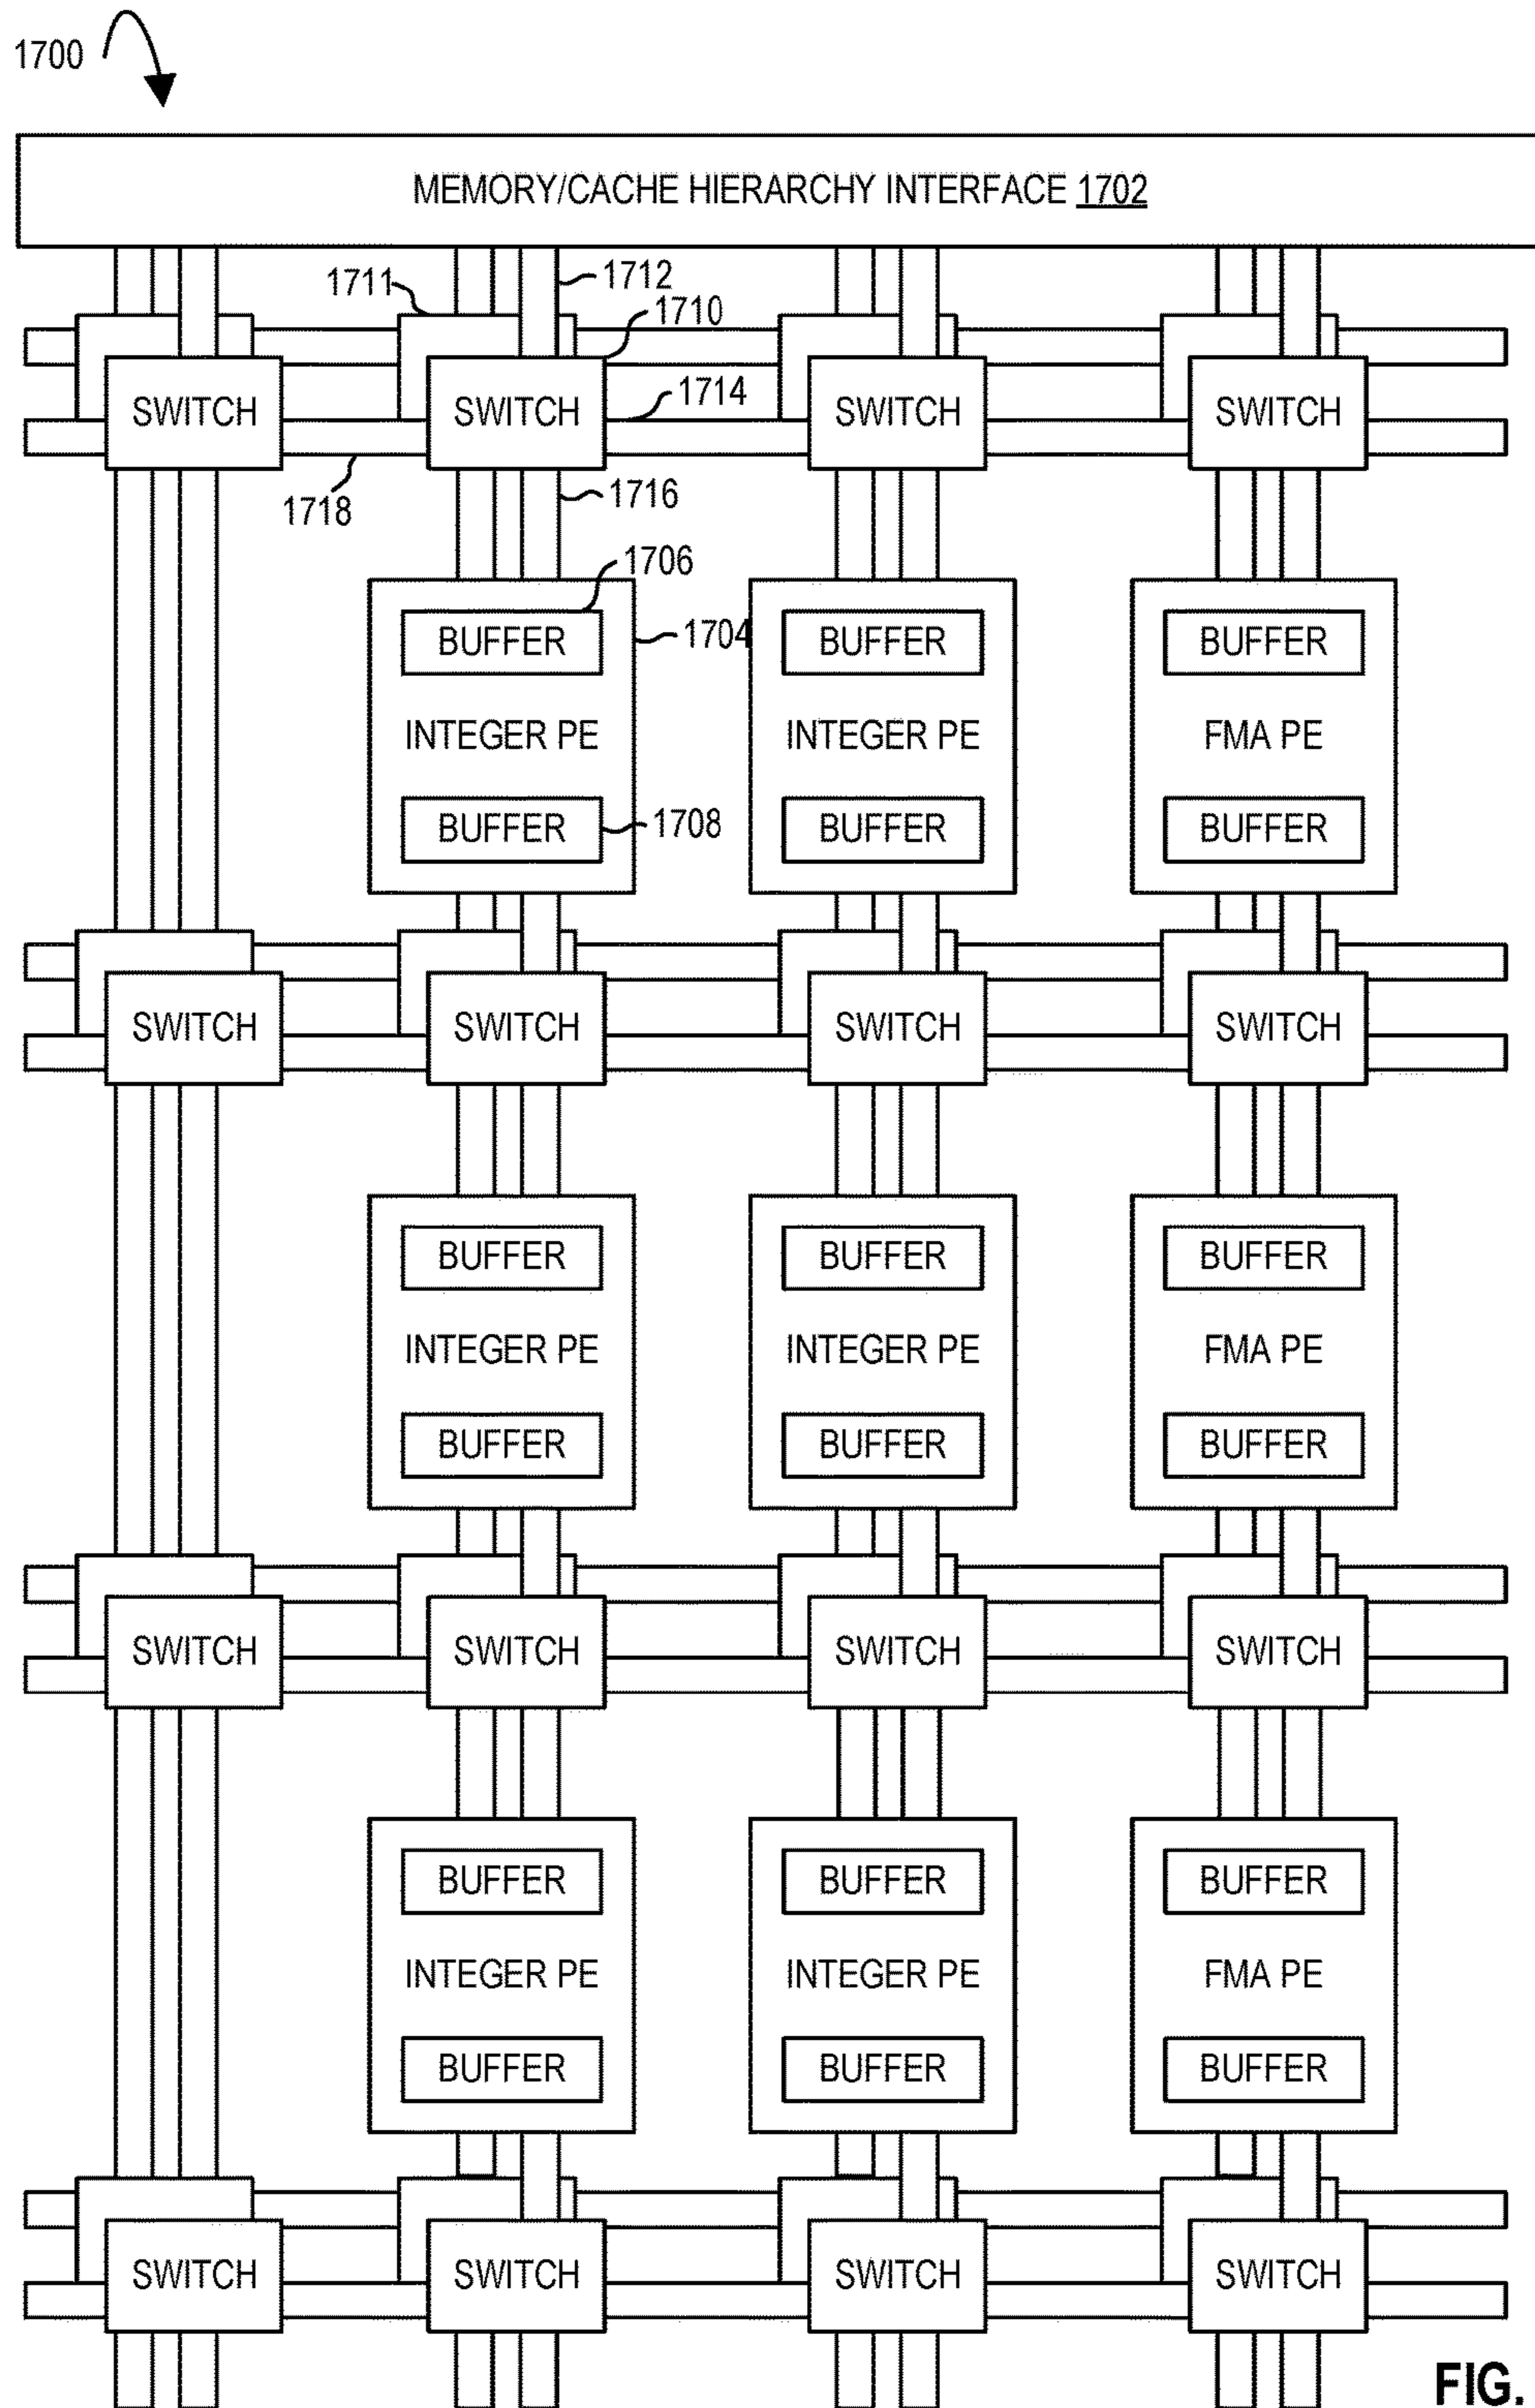 1700
MEMORY/CACHE HIERARCHY INTERFACE 1702
1711 1712
1710
1714
SWITCH SWITCH SWITCH SWITCH
1718 1716
1706
BUFFER 1704 BUFFER BUFFER
INTEGER PE INTEGER PE FMA PE
BUFFER 1708 BUFFER BUFFER
SWITCH SWITCH SWITCH SWITCH
BUFFER BUFFER BUFFER
INTEGER PE INTEGER PE FMA PE
BUFFER BUFFER BUFFER
SWITCH SWITCH SWITCH SWITCH
BUFFER BUFFER BUFFER
INTEGER PE INTEGER PE FMA PE
BUFFER BUFFER BUFFER
SWITCH SWITCH SWITCH SWITCH
FIG.